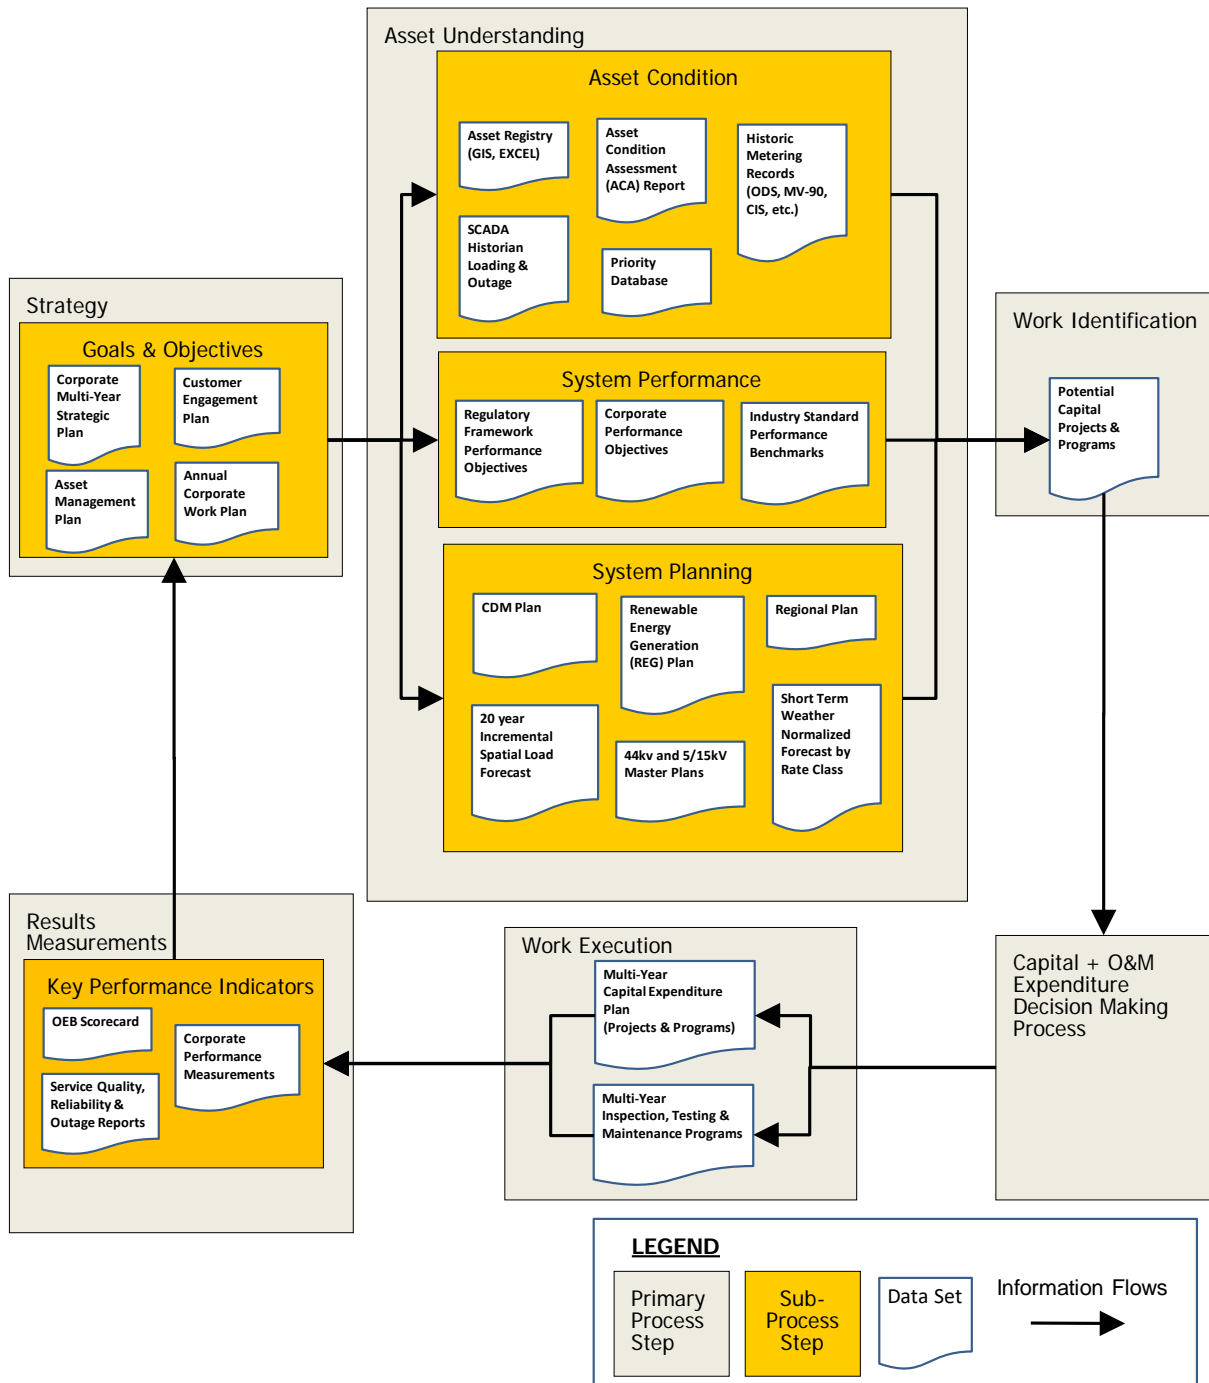 Asset Understanding
Asset Condition
Asset Registry
(GIS, EXCEL)
Asset
Condition
Assessment
(ACA) Report
Historic
Metering
Records
(ODS, MV-90,
CIS, etc.)
SCADA
Historian
Loading &
Outage
Priority
Database
Strategy
Goals & Objectives
Corporate
Multi-Year
Strategic
Plan
Customer
Engagement
Plan
Asset
Management
Plan
Annual
Corporate
Work Plan
System Performance
Regulatory
Framework
Performance
Objectives
Corporate
Performance
Objectives
Industry Standard
Performance
Benchmarks
Work Identification
Potential
Capital
Projects &
Programs
System Planning
CDM Plan
Renewable
Energy
Generation
(REG) Plan
Regional Plan
20 year
Incremental
Spatial Load
Forecast
44kv and 5/15kV
Master Plans
Short Term
Weather
Normalized
Forecast by
Rate Class
Results
Measurements
Key Performance Indicators
OEB Scorecard
Corporate
Performance
Measurements
Service Quality,
Reliability &
Outage Reports
Work Execution
Multi-Year
Capital Expenditure
Plan
(Projects & Programs)
Multi-Year
Inspection, Testing &
Maintenance Programs
Capital + O&M
Expenditure
Decision Making
Process
LEGEND
Primary
Process
Step
Sub-
Process
Step
Data Set
Information Flows